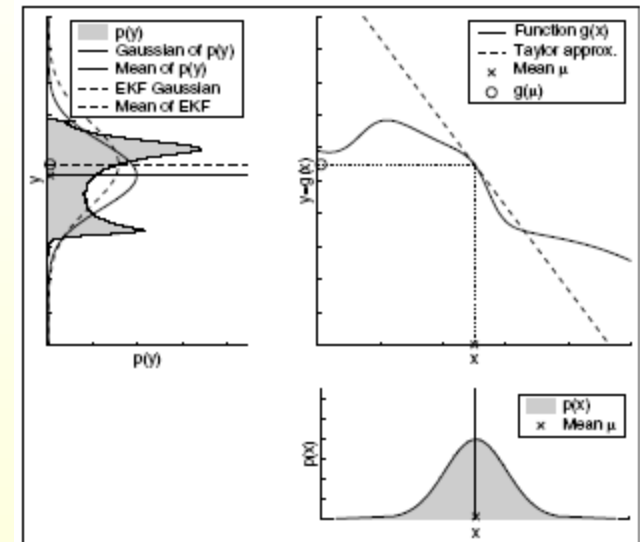 p(y)
Gaussian of p(y)
Mean of p(y)
EKF Gaussian
Mean of EKF
y
p(y)
Function g(x)
Taylor approx.
× Mean μ
g(μ)
y=g(x)
x
p(x)
× Mean μ
p(x)
x